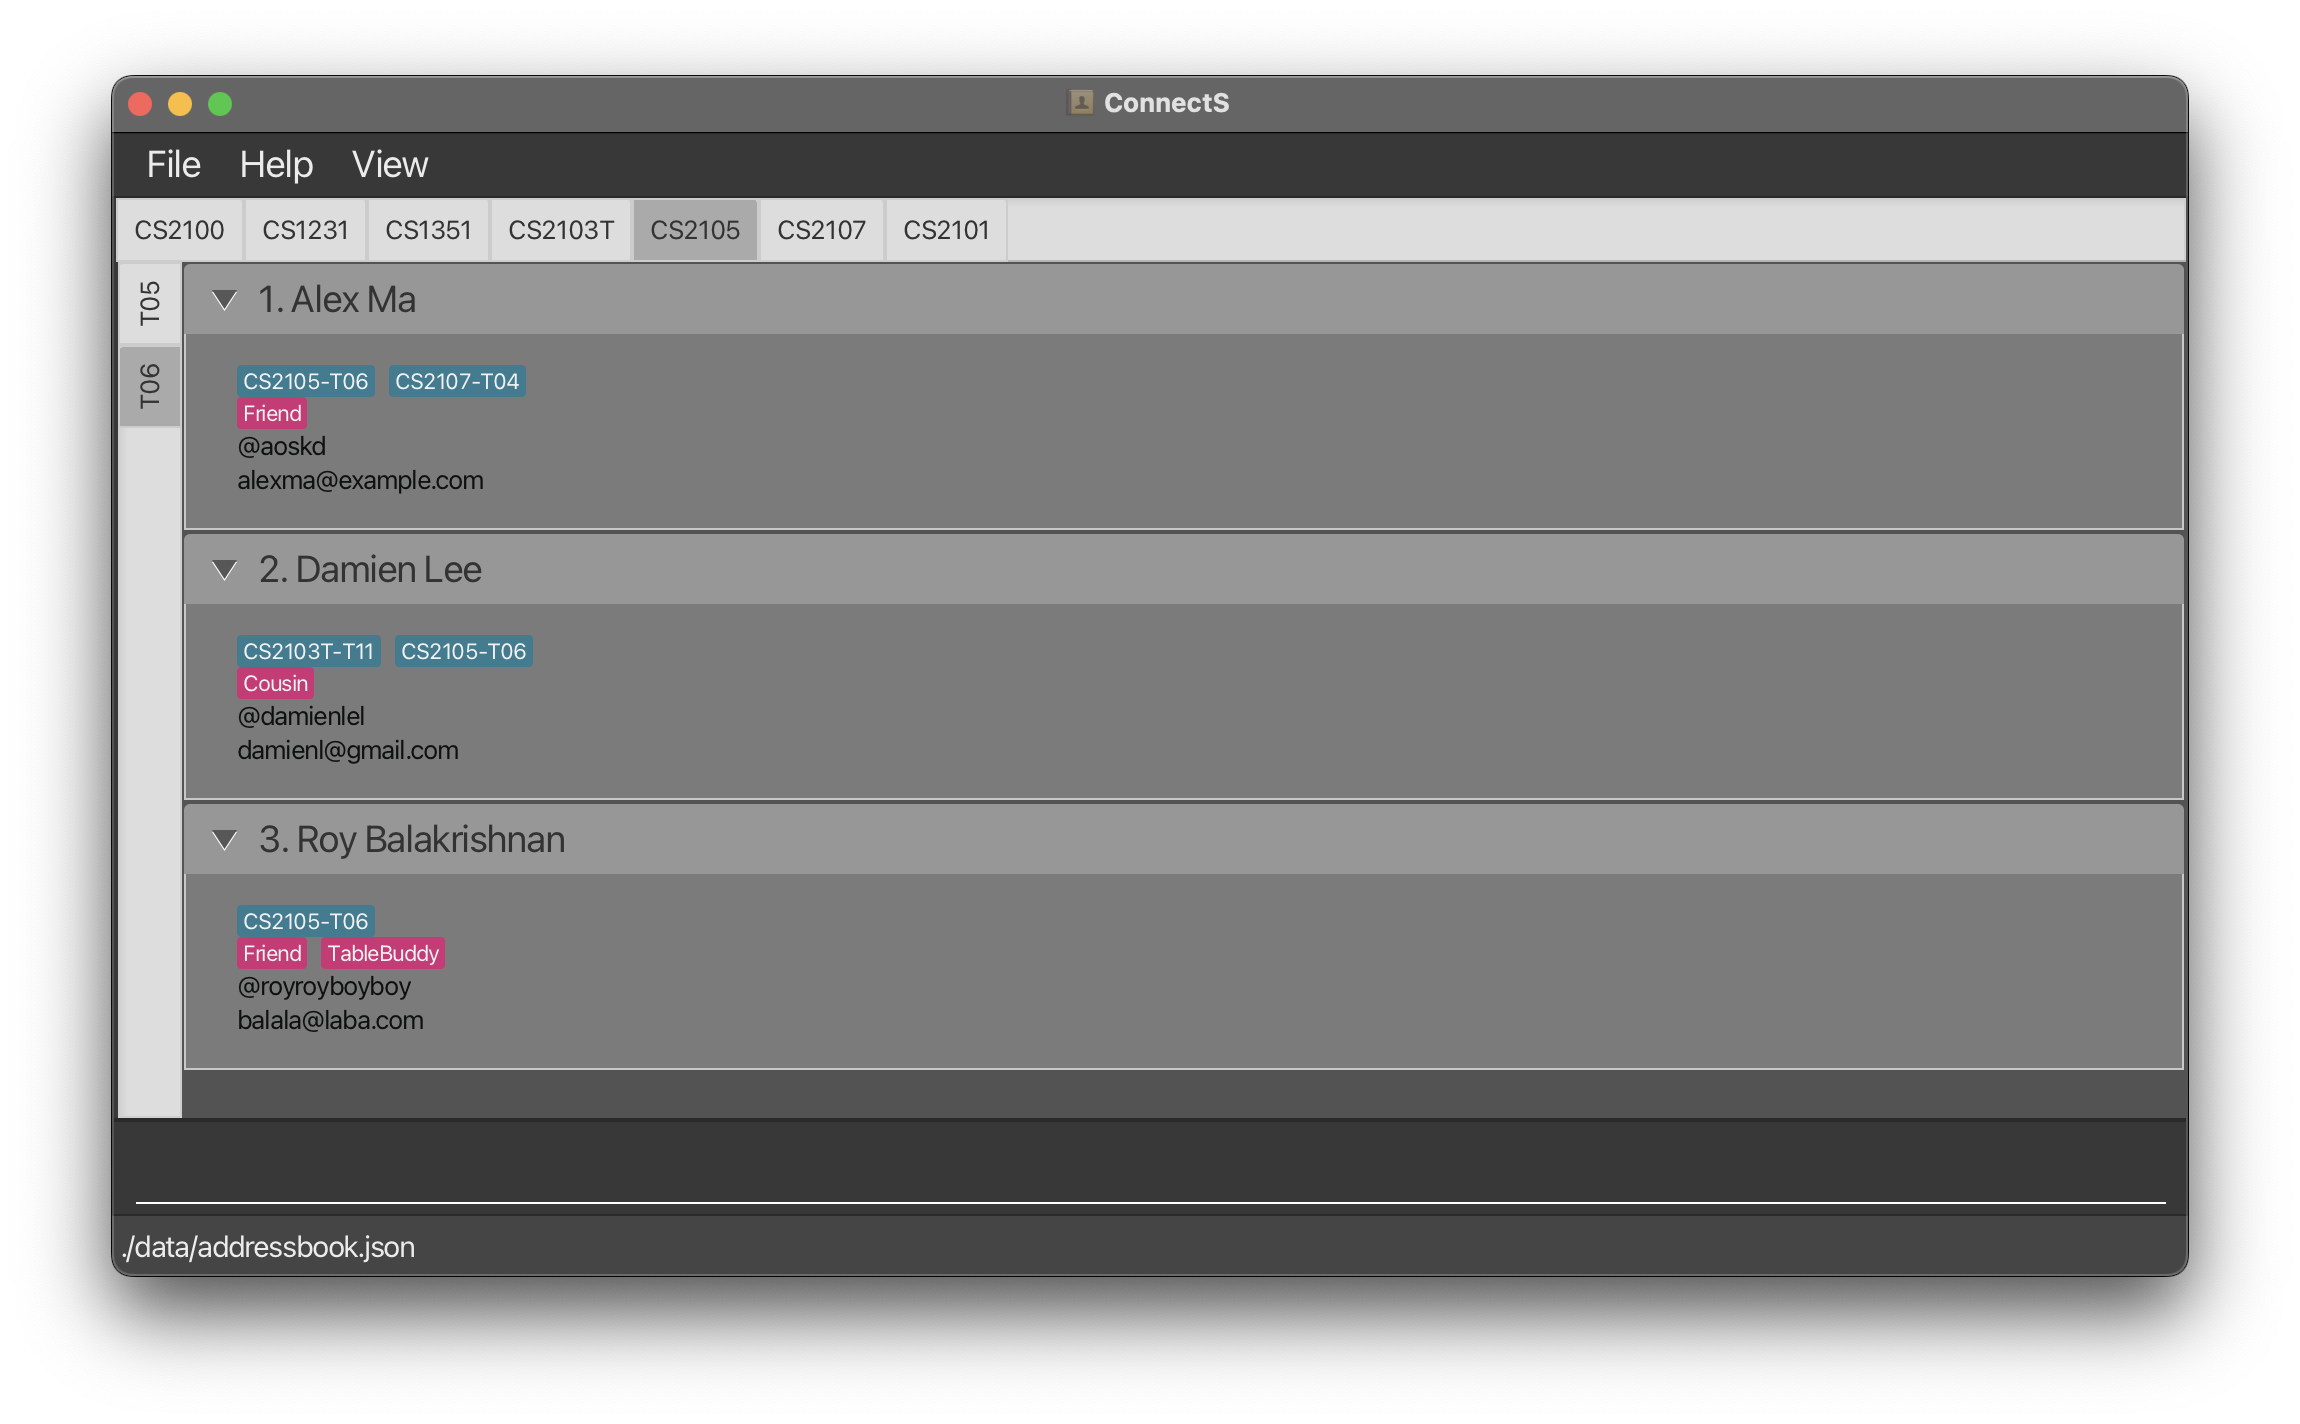 ConnectS
File Help View
CS2100 CS1231 CS1351 CS2103T CS2105 CS2107 CS2101
T05
T06
1. Alex Ma
CS2105-T06 CS2107-T04
Friend
@aoskd
alexma@example.com
2. Damien Lee
CS2103T-T11 CS2105-T06
Cousin
@damienlel
damienl@gmail.com
3. Roy Balakrishnan
CS2105-T06
Friend TableBuddy
@royroyboyboy
balala@laba.com
./data/addressbook.json